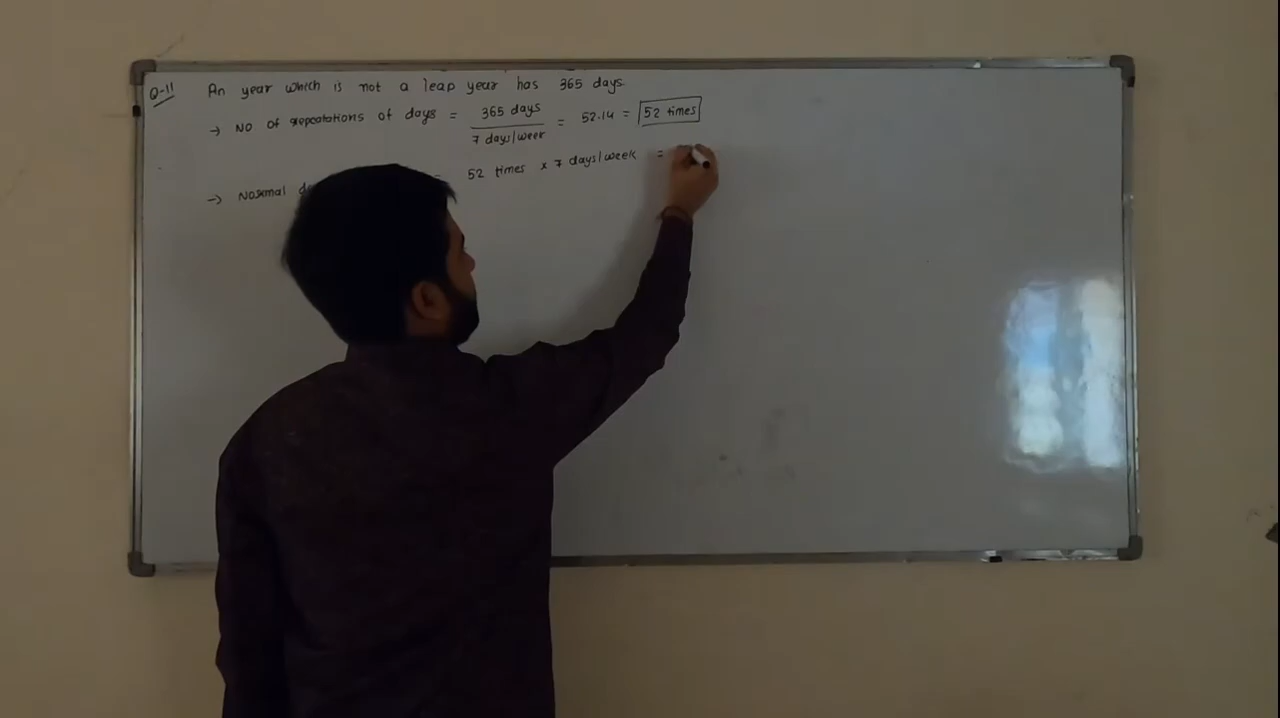 Q-11 An year which is not a leap year has 365 days.
→ No of repeatations of days = 365 days / 7 days/week = 52.14 = 52 times
→ Normal = 52 times × 7 days/week =